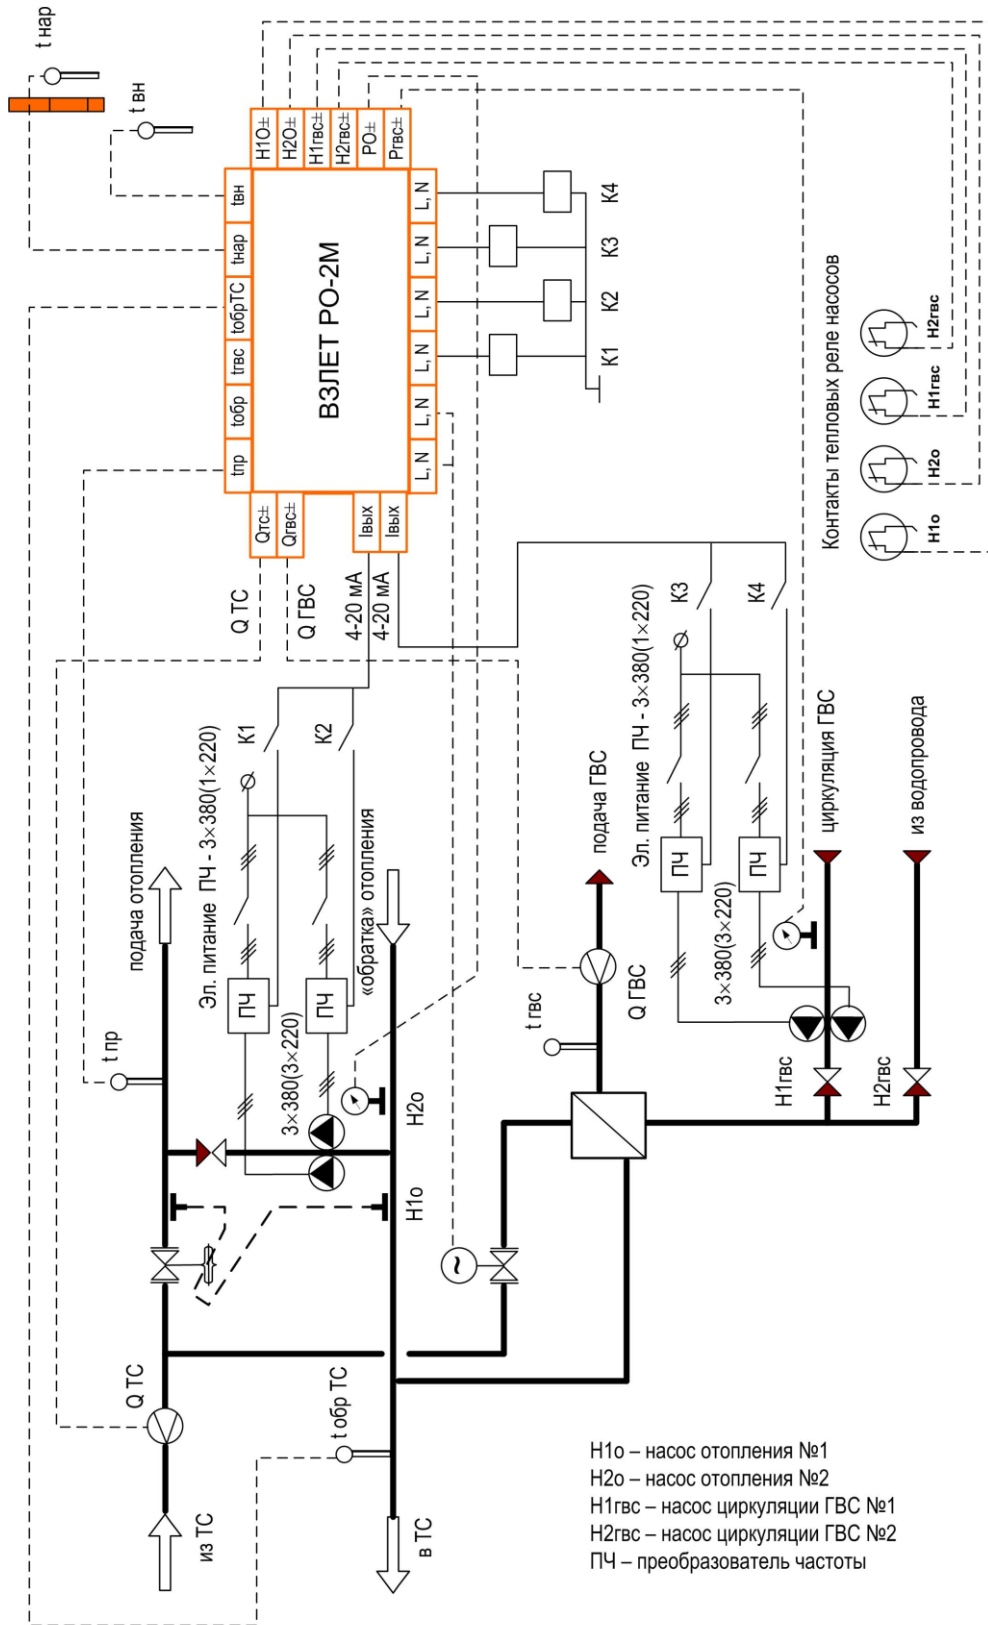 t нар
t вн
Н1О±
Н2О±
Н1гвс±
Н2гвс±
РО±
Ргвс±
tвн
tнар
tобрТС
tгвс
tобр
tпр
ВЗЛЕТ РО-2М
L, N
L, N
L, N
L, N
L, N
L, N
Qтс±
Qгвс±
Iвых
Iвых
К4
К3
К2
К1
Контакты тепловых реле насосов
Н2гвс
Н1гвс
Н2о
Н1о
Q ТС
Q ГВС
4-20 мА
4-20 мА
К1
К2
Эл. питание ПЧ - 3×380(1×220)
ПЧ
ПЧ
3×380(3×220)
подача отопления
«обратка» отопления
t пр
Н2о
Н1о
~
Q ТС
t обр ТС
из ТС
в ТС
К3
К4
Эл. питание ПЧ - 3×380(1×220)
ПЧ
ПЧ
3×380(3×220)
подача ГВС
Q ГВС
t гвс
циркуляция ГВС
из водопровода
Н1гвс
Н2гвс
Н1о – насос отопления №1
Н2о – насос отопления №2
Н1гвс – насос циркуляции ГВС №1
Н2гвс – насос циркуляции ГВС №2
ПЧ – преобразователь частоты